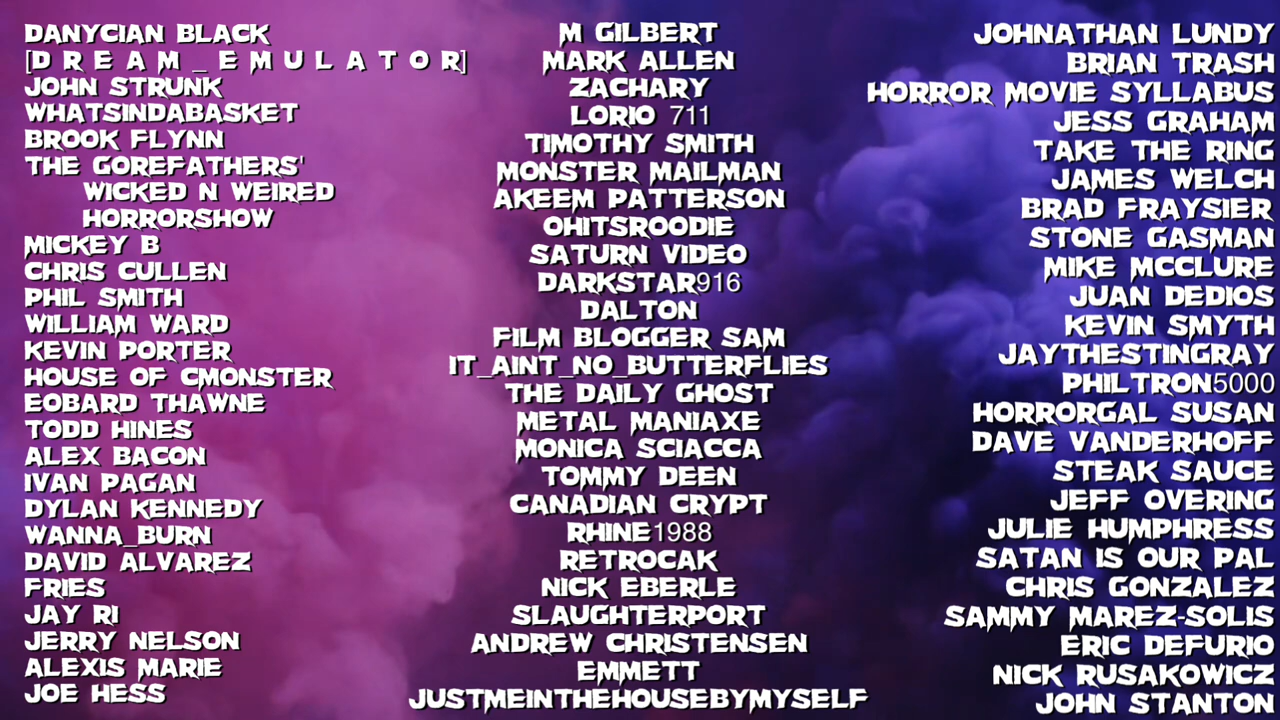 DANYCIAN BLACK
[D R E A M _ E M U L A T O R]
JOHN STRUNK
WHATSINDABASKET
BROOK FLYNN
THE GOREFATHERS'
WICKED N WEIRED
HORRORSHOW
MICKEY B
CHRIS CULLEN
PHIL SMITH
WILLIAM WARD
KEVIN PORTER
HOUSE OF CMONSTER
EOBARD THAWNE
TODD HINES
ALEX BACON
IVAN PAGAN
DYLAN KENNEDY
WANNA_BURN
DAVID ALVAREZ
FRIES
JAY RI
JERRY NELSON
ALEXIS MARIE
JOE HESS
M GILBERT
MARK ALLEN
ZACHARY
LORIO 711
TIMOTHY SMITH
MONSTER MAILMAN
AKEEM PATTERSON
OHITSROODIE
SATURN VIDEO
DARKSTAR916
DALTON
FILM BLOGGER SAM
IT_AINT_NO_BUTTERFLIES
THE DAILY GHOST
METAL MANIAXE
MONICA SCIACCA
TOMMY DEEN
CANADIAN CRYPT
RHINE1988
RETROCAK
NICK EBERLE
SLAUGHTERPORT
ANDREW CHRISTENSEN
EMMETT
JUSTMEINTHEHOUSEBYMYSELF
JOHNATHAN LUNDY
BRIAN TRASH
HORROR MOVIE SYLLABUS
JESS GRAHAM
TAKE THE RING
JAMES WELCH
BRAD FRAYSIER
STONE GASMAN
MIKE MCCLURE
JUAN DEDIOS
KEVIN SMYTH
JAYTHESTINGRAY
PHILTRON5000
HORRORGAL SUSAN
DAVE VANDERHOFF
STEAK SAUCE
JEFF OVERING
JULIE HUMPHRESS
SATAN IS OUR PAL
CHRIS GONZALEZ
SAMMY MAREZ-SOLIS
ERIC DEFURIO
NICK RUSAKOWICZ
JOHN STANTON